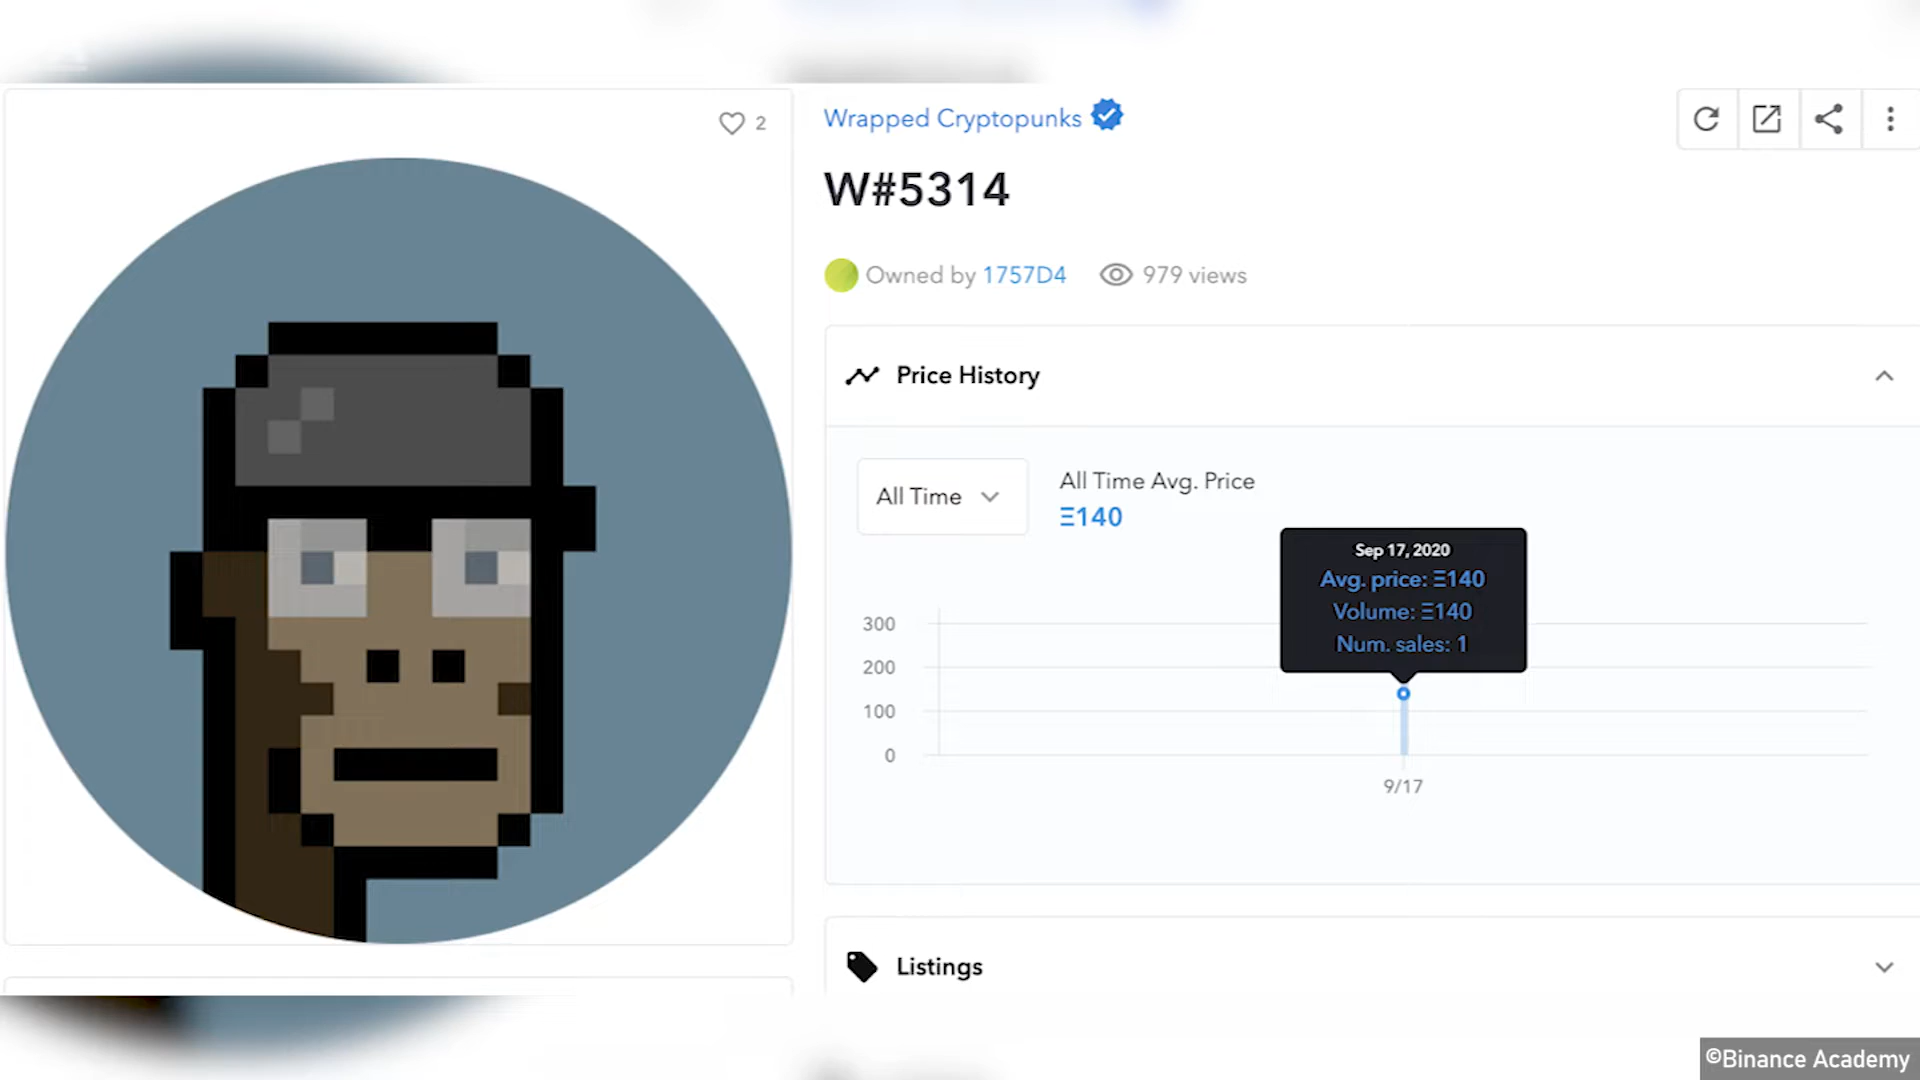 2
Wrapped Cryptopunks
W#5314
Owned by 1757D4 979 views
Price History
All Time
All Time Avg. Price
Ξ140
Sep 17, 2020
Avg. price: Ξ140
Volume: Ξ140
Num. sales: 1
300
200
100
0
9/17
Listings
©Binance Academy